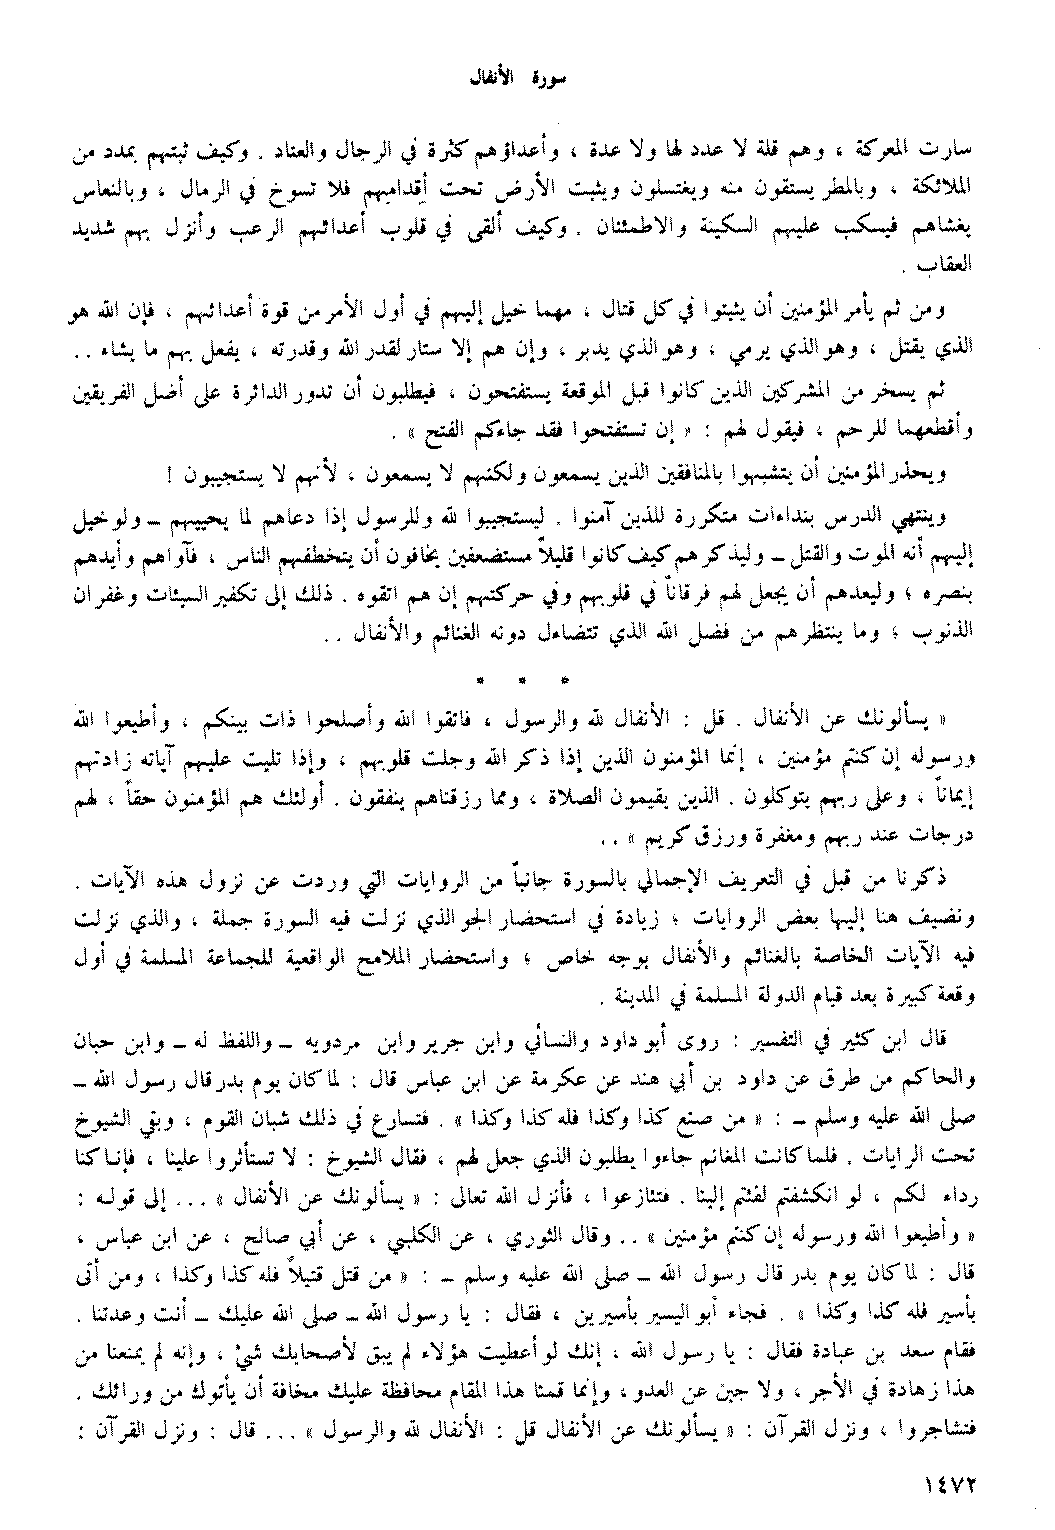 سورة الأنفال
سارت المعركة ، وهم قلة لا عدد لها ولا عدة ، وأعداؤهم كثرة في الرجال والعتاد . وكيف ثبتهم بمدد من
الملائكة ، وبالمطر يستقون منه ويغتسلون ويثبت الأرض تحت أقدامهم فلا تسوخ في الرمال ، وبالنعاس
يغشاهم فيسكب عليهم السكينة والاطمئنان . وكيف ألقى في قلوب أعدائهم الرعب وأنزل بهم شديد
العقاب .
ومن ثم يأمر المؤمنين أن يثبتوا في كل قتال ، مهما خيل إليهم في أول الأمر من قوة أعدائهم ، فإن الله هو
الذي يقتل ، وهو الذي يرمي ، وهو الذي يدبر ، وإن هم إلا ستار لقدر الله وقدرته ، يفعل بهم ما يشاء ..
ثم يسخر من المشركين الذين كانوا قبل الموقعة يستفتحون ، فيطلبون أن تدور الدائرة على أضل الفريقين
وأقطعهما للرحم ، فيقول لهم : « إن تستفتحوا فقد جاءكم الفتح » .
ويحذر المؤمنين أن يتشبهوا بالمنافقين الذين يسمعون ولكنهم لا يسمعون ، لأنهم لا يستجيبون !
وينتهي الدرس بنداءات متكررة للذين آمنوا . ليستجيبوا لله وللرسول إذا دعاهم لما يحييهم – ولو خيل
إليهم أنه الموت والقتل – وليذكرهم كيف كانوا قليلاً مستضعفين يخافون أن يتخطفهم الناس ، فآواهم وأيدهم
بنصره ؛ وليعدهم أن يجعل لهم فرقاناً في قلوبهم وفي حركتهم إن هم اتقوه . ذلك إلى تكفير السيئات وغفران
الذنوب ؛ وما ينتظرهم من فضل الله الذي تتضاءل دونه الغنائم والأنفال ..
* * *
« يسألونك عن الأنفال . قل : الأنفال لله والرسول ، فاتقوا الله وأصلحوا ذات بينكم ، وأطيعوا الله
ورسوله إن كنتم مؤمنين ، إنما المؤمنون الذين إذا ذكر الله وجلت قلوبهم ، وإذا تليت عليهم آياته زادتهم
إيماناً ، وعلى ربهم يتوكلون . الذين يقيمون الصلاة ، ومما رزقناهم ينفقون . أولئك هم المؤمنون حقاً ، لهم
درجات عند ربهم ومغفرة ورزق كريم » ..
ذكرنا من قبل في التعريف الإجمالي بالسورة جانباً من الروايات التي وردت عن نزول هذه الآيات .
ونضيف هنا إليها بعض الروايات ؛ زيادة في استحضار الجو الذي نزلت فيه السورة جملة ، والذي نزلت
فيه الآيات الخاصة بالغنائم والأنفال بوجه خاص ؛ واستحضار الملامح الواقعية للجماعة المسلمة في أول
وقعة كبيرة بعد قيام الدولة المسلمة في المدينة .
قال ابن كثير في التفسير : روى أبو داود والنسائي وابن جرير وابن مردويه – واللفظ له – وابن حبان
والحاكم من طرق عن داود بن أبي هند عن عكرمة عن ابن عباس قال : لما كان يوم بدر قال رسول الله –
صلى الله عليه وسلم – : « من صنع كذا وكذا فله كذا وكذا » . فتسارع في ذلك شبان القوم ، وبقي الشيوخ
تحت الرايات . فلما كانت المغانم جاءوا يطلبون الذي جعل لهم ، فقال الشيوخ : لا تستأثروا علينا ، فإنا كنا
رداء لكم ، لو انكشفتم لفئتم إلينا . فتنازعوا ، فأنزل الله تعالى : « يسألونك عن الأنفال » ... إلى قوله :
« وأطيعوا الله ورسوله إن كنتم مؤمنين » .. وقال الثوري ، عن الكلبي ، عن أبي صالح ، عن ابن عباس ،
قال : لما كان يوم بدر قال رسول الله – صلى الله عليه وسلم – : « من قتل قتيلاً فله كذا وكذا ، ومن أتى
بأسير فله كذا وكذا » . فجاء أبو اليسير بأسيرين ، فقال : يا رسول الله – صلى الله عليك – أنت وعدتنا .
فقام سعد بن عبادة فقال : يا رسول الله ، إنك لو أعطيت هؤلاء لم يبق لأصحابك شيْ ، وإنه لم يمنعنا من
هذا زهادة في الأجر ، ولا جبن عن العدو ، وإنما قمنا هذا المقام محافظة عليك مخافة أن يأتوك من ورائك .
فتشاجروا ، ونزل القرآن : « يسألونك عن الأنفال قل : الأنفال لله والرسول » ... قال : ونزل القرآن :
١٤٧٢